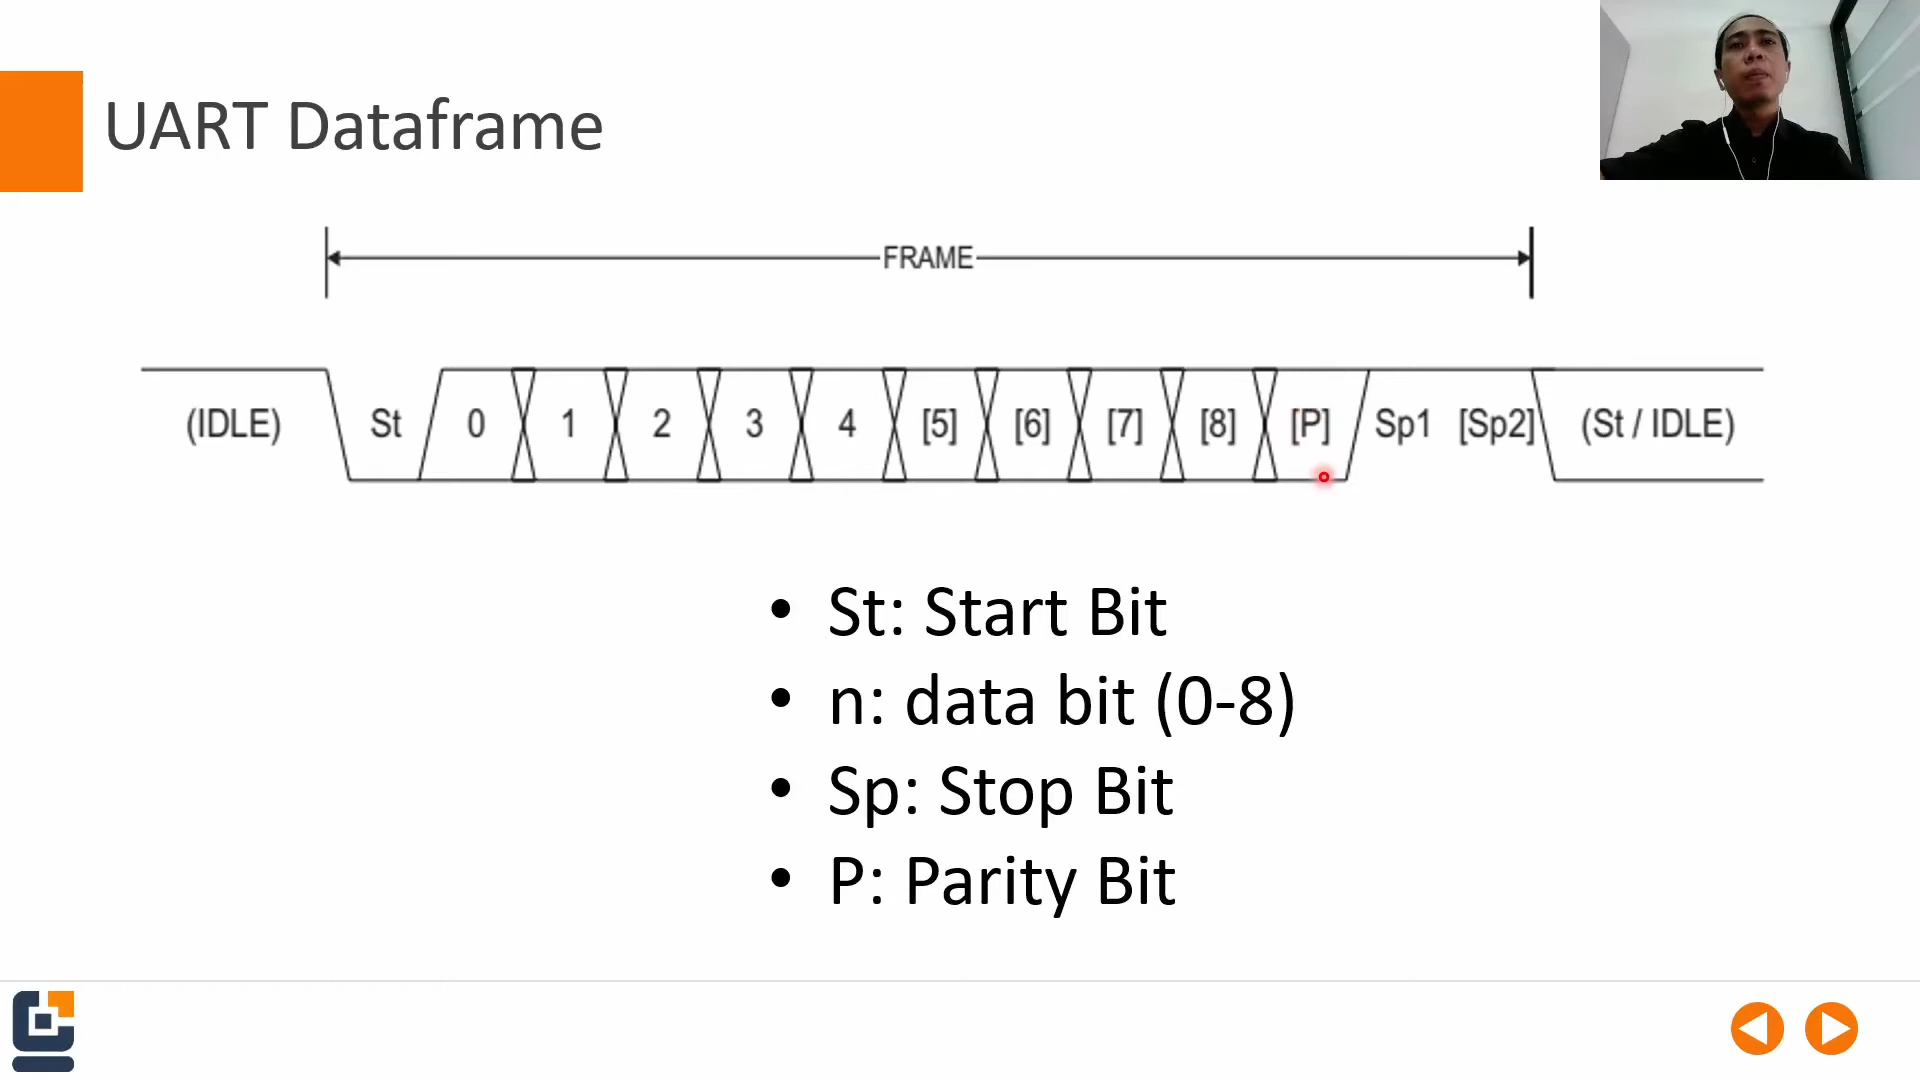 UART Dataframe
FRAME
(IDLE) St 0 1 2 3 4 [5] [6] [7] [8] [P] Sp1 [Sp2] (St / IDLE)
• St: Start Bit
• n: data bit (0-8)
• Sp: Stop Bit
• P: Parity Bit